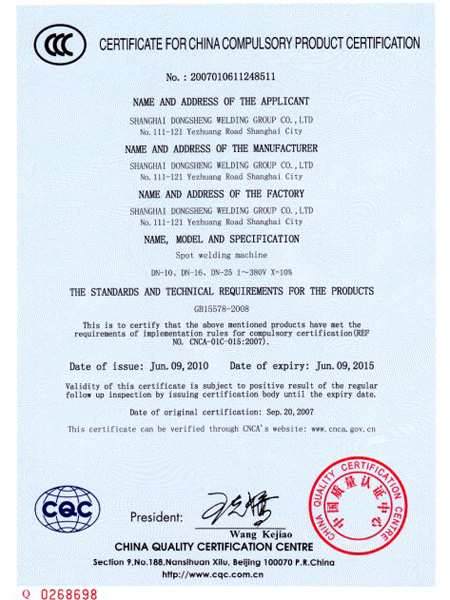 CCC
CERTIFICATE FOR CHINA COMPULSORY PRODUCT CERTIFICATION
No.: 2007010611248511
NAME AND ADDRESS OF THE APPLICANT
SHANGHAI DONGSHENG WELDING GROUP CO.,LTD
No.111-121 Yezhuang Road Shanghai City
NAME AND ADDRESS OF THE MANUFACTURER
SHANGHAI DONGSHENG WELDING GROUP CO.,LTD
No.111-121 Yezhuang Road Shanghai City
NAME AND ADDRESS OF THE FACTORY
SHANGHAI DONGSHENG WELDING GROUP CO.,LTD
No.111-121 Yezhuang Road Shanghai City
NAME, MODEL AND SPECIFICATION
Spot welding machine
DN-10、DN-16、DN-25 1~380V X=10%
THE STANDARDS AND TECHNICAL REQUIREMENTS FOR THE PRODUCTS
GB15578-2008
This is to certify that the above mentioned products have met the
requirements of implementation rules for compulsory certification(REF
NO. CNCA-01C-015:2007).
Date of issue: Jun.09,2010 Date of expiry: Jun.09,2015
Validity of this certificate is subject to positive result of the regular
follow up inspection by issuing certification body until the expiry date.
Date of original certification: Sep.20,2007
This certificate can be verified through CNCA's website: www.cnca.gov.cn
CQC
President:
Wang Kejiao
CHINA QUALITY CERTIFICATION CENTRE
中国质量认证中心
CHINA QUALITY CERTIFICATION CENTRE
Section 9,No.188,Nansihuan Xilu, Beijing 100070 P.R.China
http://www.cqc.com.cn
Q 0268698